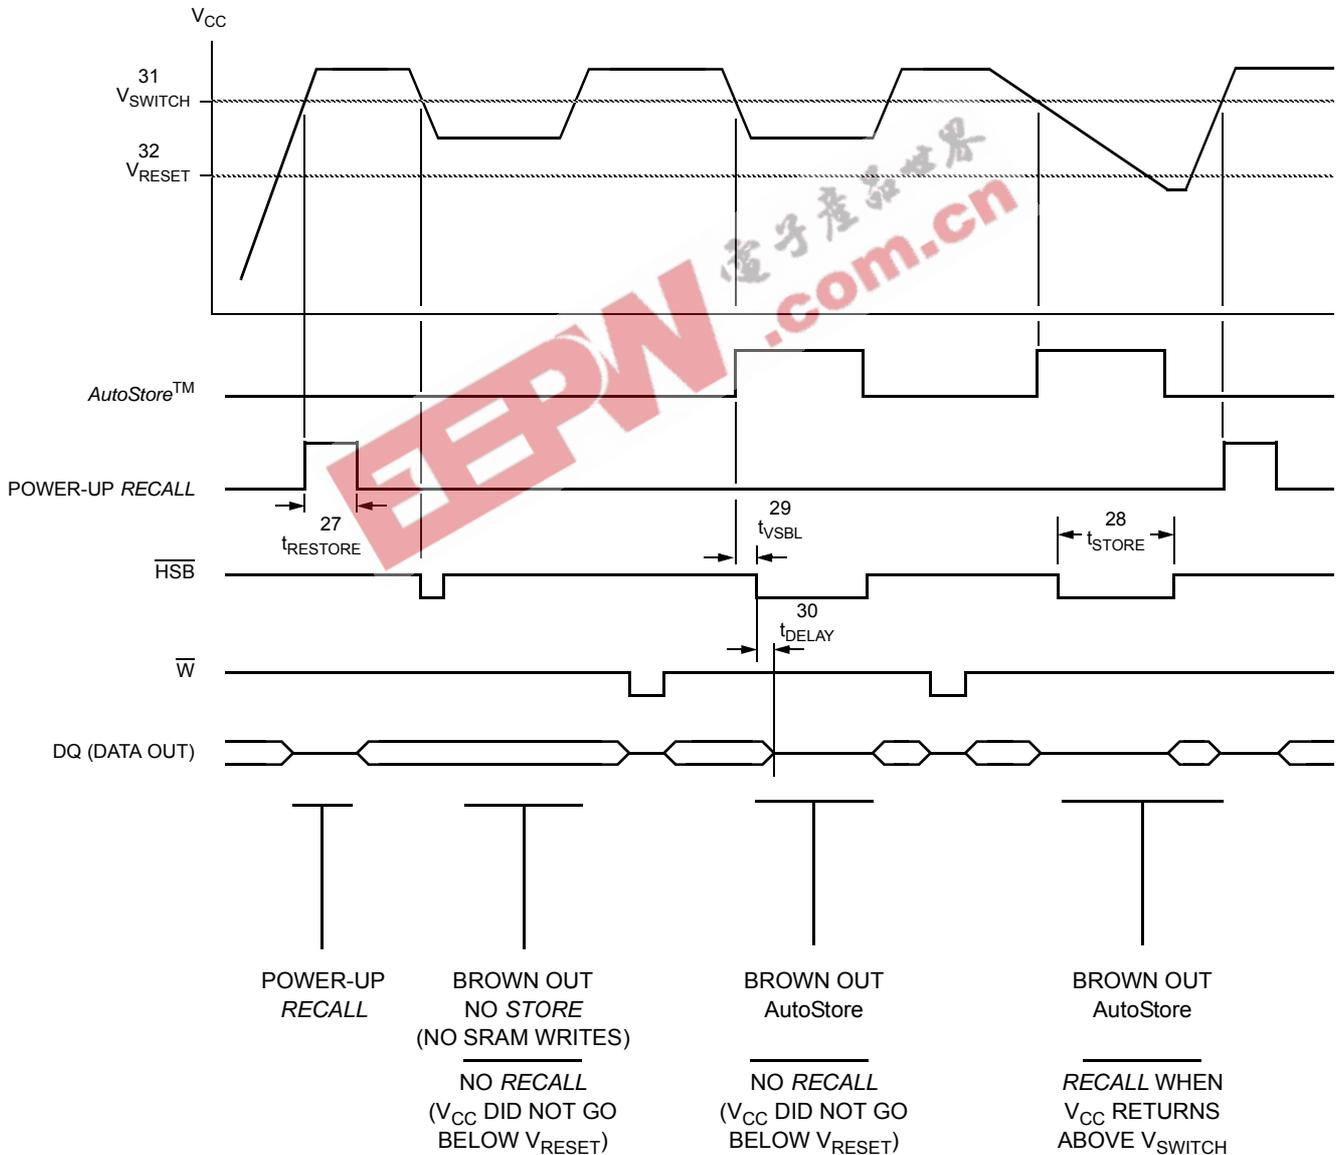 VCC
31
VSWITCH
32
VRESET
電子產品世界
EEPW.com.cn
AutoStore™
POWER-UP RECALL
27
tRESTORE
29
tVSBL
28
tSTORE
HSB
30
tDELAY
W
DQ (DATA OUT)
POWER-UP
RECALL
BROWN OUT
NO STORE
(NO SRAM WRITES)
NO RECALL
(VCC DID NOT GO
BELOW VRESET)
BROWN OUT
AutoStore
NO RECALL
(VCC DID NOT GO
BELOW VRESET)
BROWN OUT
AutoStore
RECALL WHEN
VCC RETURNS
ABOVE VSWITCH